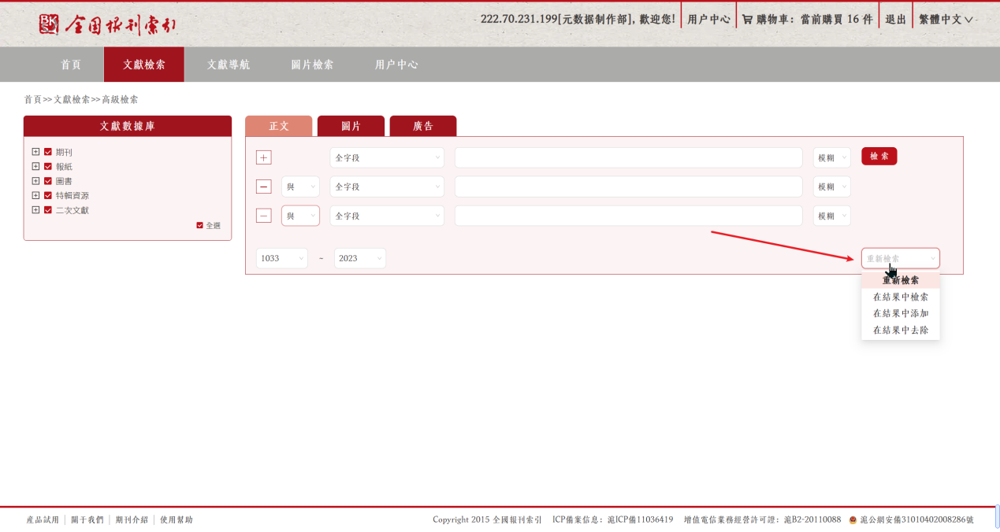 全国报刊索引
222.70.231.199[元数据制作部], 歡迎您! 用户中心 購物車: 當前購買 16 件 退出 繁體中文
首頁 文獻檢索 文獻導航 圖片檢索 用户中心
首頁>>文獻檢索>>高級檢索
文獻數據庫
期刊
報紙
圖書
特輯資源
二次文獻
全選
正文 圖片 廣告
全字段 模糊 檢索
與 全字段 模糊
與 全字段 模糊
1033 ~ 2023 重新檢索
重新檢索
在結果中檢索
在結果中添加
在結果中去除
産品試用 關于我們 期刊介紹 使用幫助
Copyright 2015 全國報刊索引 ICP備案信息: 滬ICP備11036419 增值電信業務經營許可證: 滬B2-20110088 滬公網安備31010402008286號